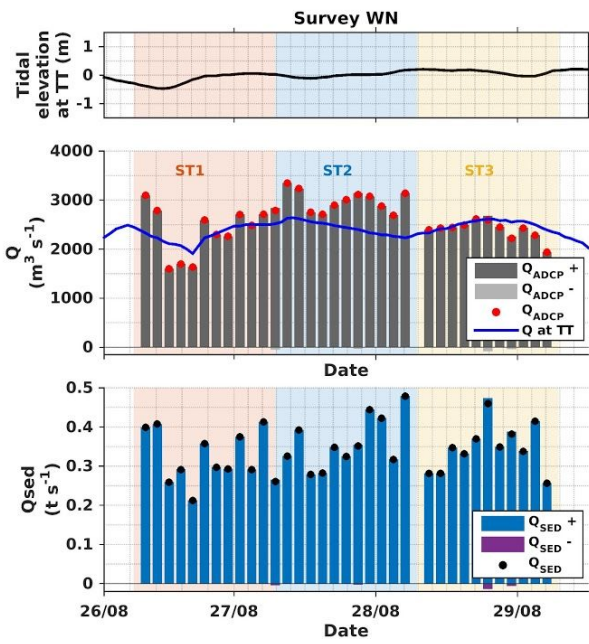 Survey WN
Tidal
elevation
at TT (m)
1
0
-1
Q
(m³ s⁻¹)
4000
3000
2000
1000
0
ST1
ST2
ST3
Q_ADCP +
Q_ADCP -
Q_ADCP
Q at TT
Date
Qsed
(t s⁻¹)
0.5
0.4
0.3
0.2
0.1
0
Q_SED +
Q_SED -
Q_SED
26/08
27/08
28/08
29/08
Date